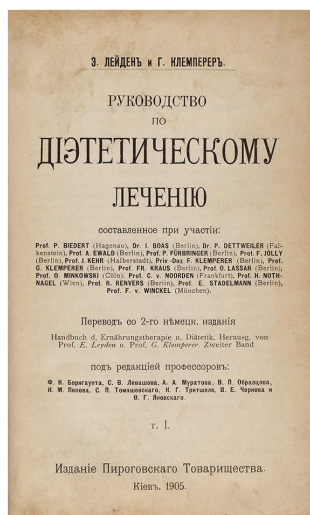 Э. ЛЕЙДЕНЪ и Г. КЛЕМПЕРЕРЪ.
РУКОВОДСТВО
ПО
ДІЭТЕТИЧЕСКОМУ
ЛЕЧЕНІЮ
составленное при участіи:
Prof. P. BIEDERT (Hagenau), Dr. I. BOAS (Berlin), Dr. P. DETTWEILER (Fal-
kenstein), Prof. A. EWALD (Berlin), Prof. P. FÜRBRINGER (Berlin), Prof. F. JOLLY
(Berlin), Prof. J. KEHR (Halberstadt), Priv-Doz. F. KLEMPERER (Berlin), Prof.
G. KLEMPERER (Berlin), Prof. FR. KRAUS (Berlin), Prof. O. LASSAR (Berlin),
Prof. O. MINKOWSKI (Cöln), Prof. C. v. NOORDEN (Frankfurt), Prof. H. NOTH-
NAGEL (Wien), Prof. R. RENVERS (Berlin), Prof. E. STADELMANN (Berlin),
Prof. F. v. WINCKEL (München).
Переводъ со 2-го нѣмецк. изданія
Handbuch d. Ernährungstherapie u. Diätetik, Herausg. von
Prof. E. Leyden u. Prof, G. Klemperer. Zweiter Band
подъ редакціей профессоровъ:
Ф. К. Борнгаупта, С. В. Левашова, А. А. Муратова, В. П. Образцова,
И. М. Попова, С. П. Томашевскаго, К. Г. Тритшеля, В. Е. Чернова и
Ѳ. Г. Яновскаго.
т. I.
Изданіе Пироговскаго Товарищества.
Кіевъ. 1905.